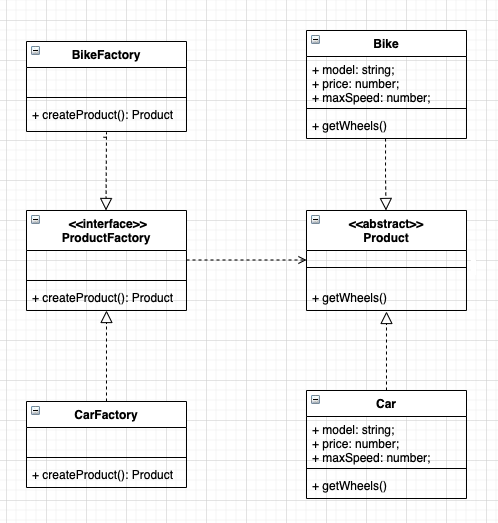 BikeFactory
+ createProduct(): Product
Bike
+ model: string;
+ price: number;
+ maxSpeed: number;
+ getWheels()
<<interface>>
ProductFactory
+ createProduct(): Product
<<abstract>>
Product
+ getWheels()
CarFactory
+ createProduct(): Product
Car
+ model: string;
+ price: number;
+ maxSpeed: number;
+ getWheels()